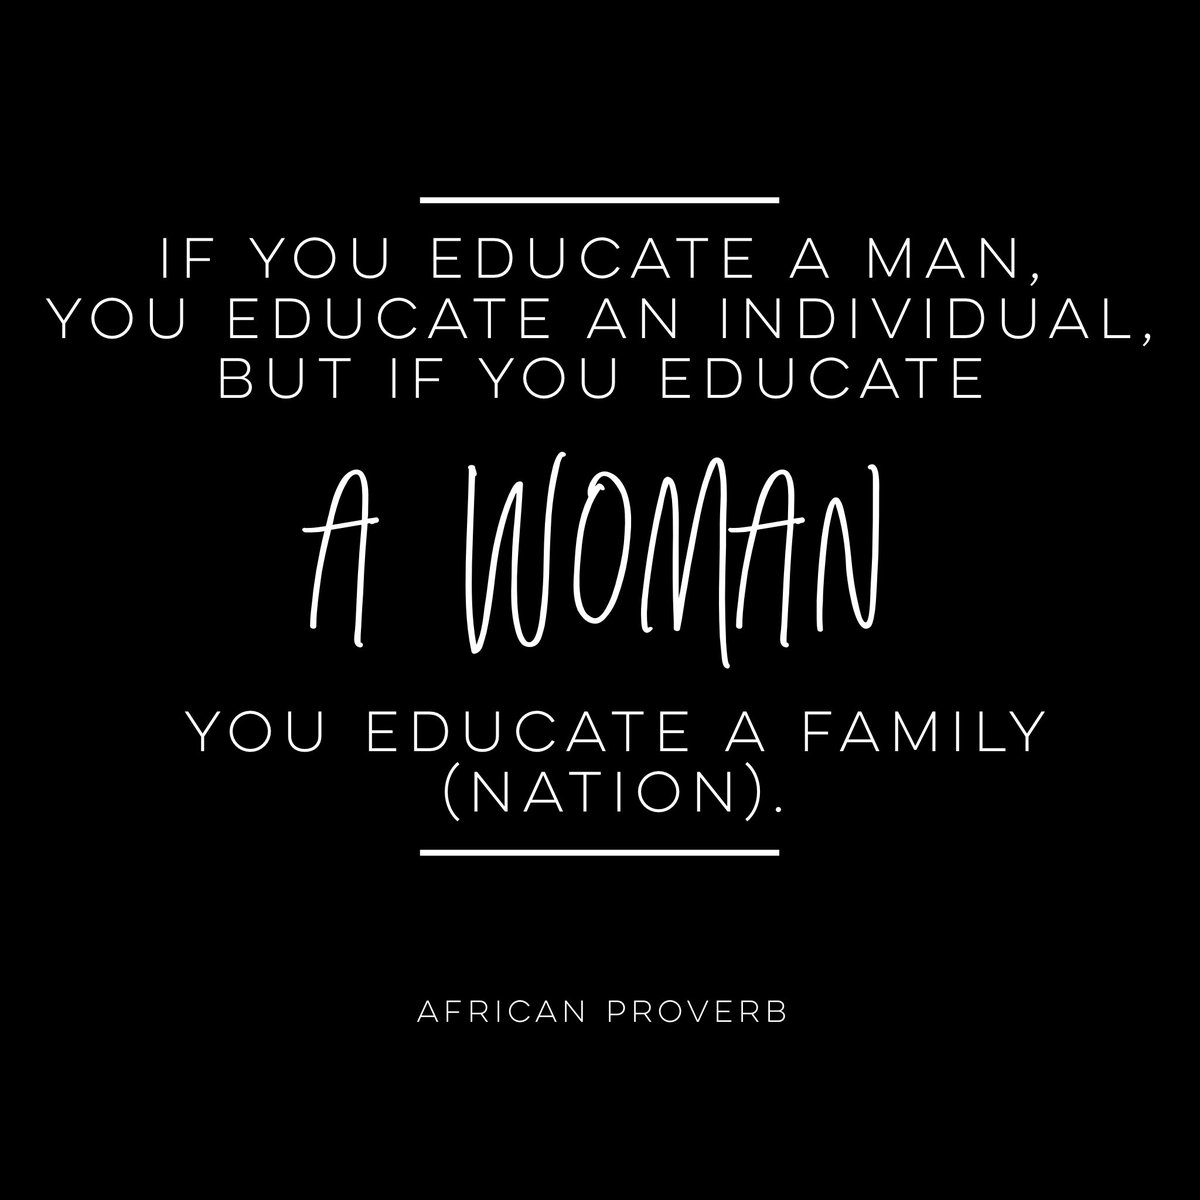 IF YOU EDUCATE A MAN,
YOU EDUCATE AN INDIVIDUAL,
BUT IF YOU EDUCATE
A WOMAN
YOU EDUCATE A FAMILY
(NATION).
AFRICAN PROVERB